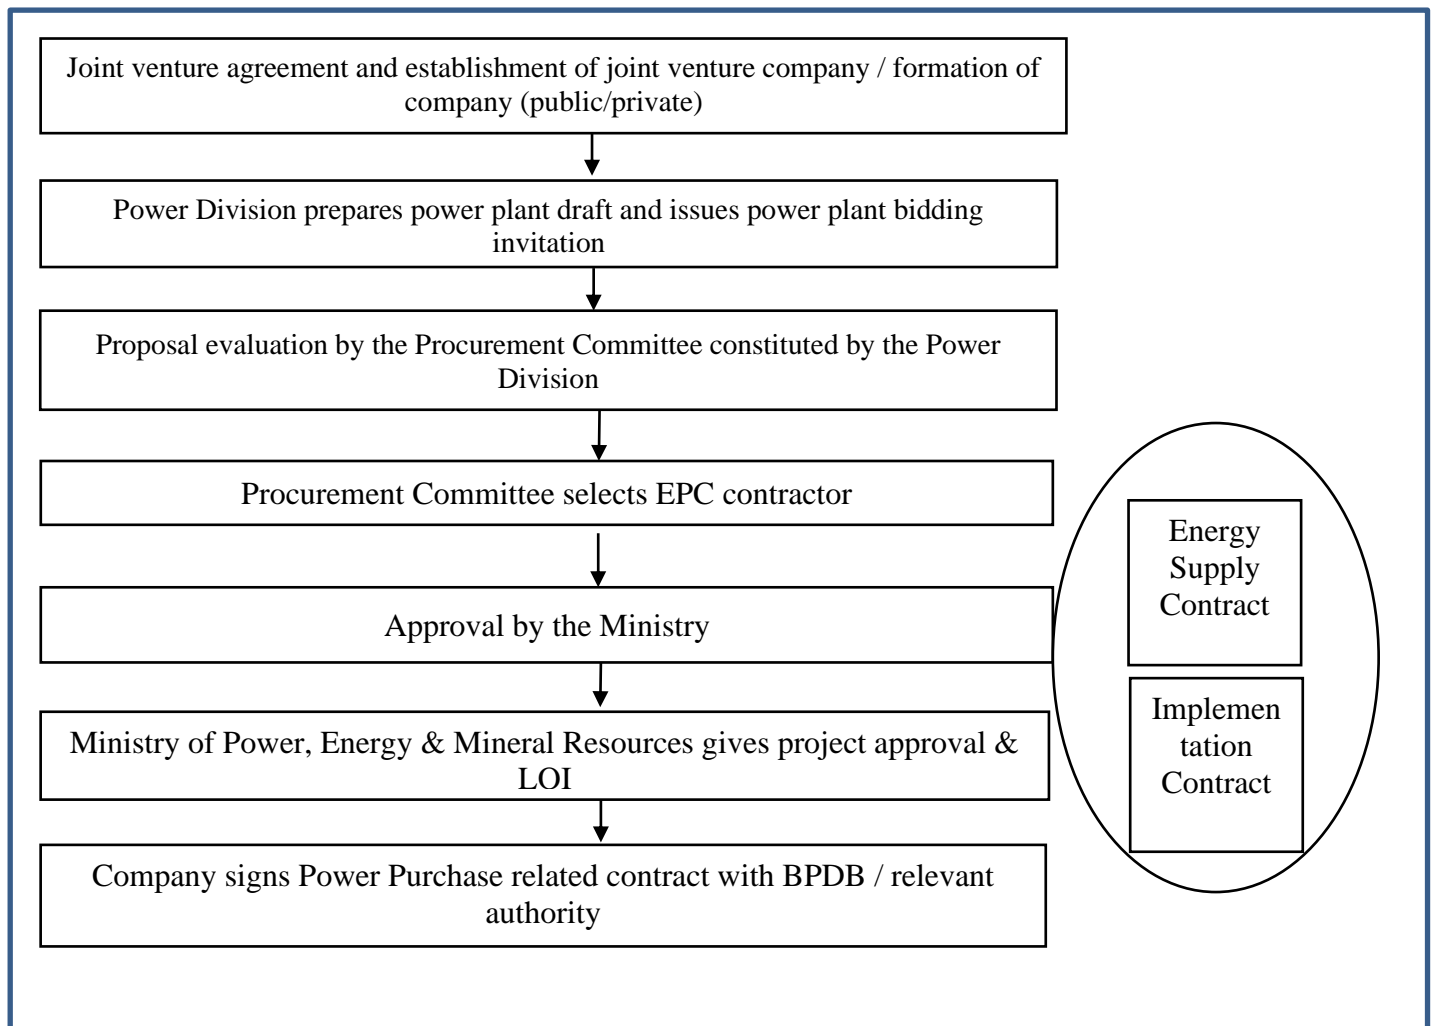 Joint venture agreement and establishment of joint venture company / formation of
company (public/private)
Power Division prepares power plant draft and issues power plant bidding
invitation
Proposal evaluation by the Procurement Committee constituted by the Power
Division
Procurement Committee selects EPC contractor
Approval by the Ministry
Ministry of Power, Energy & Mineral Resources gives project approval &
LOI
Company signs Power Purchase related contract with BPDB / relevant
authority
Energy
Supply
Contract
Implemen
tation
Contract